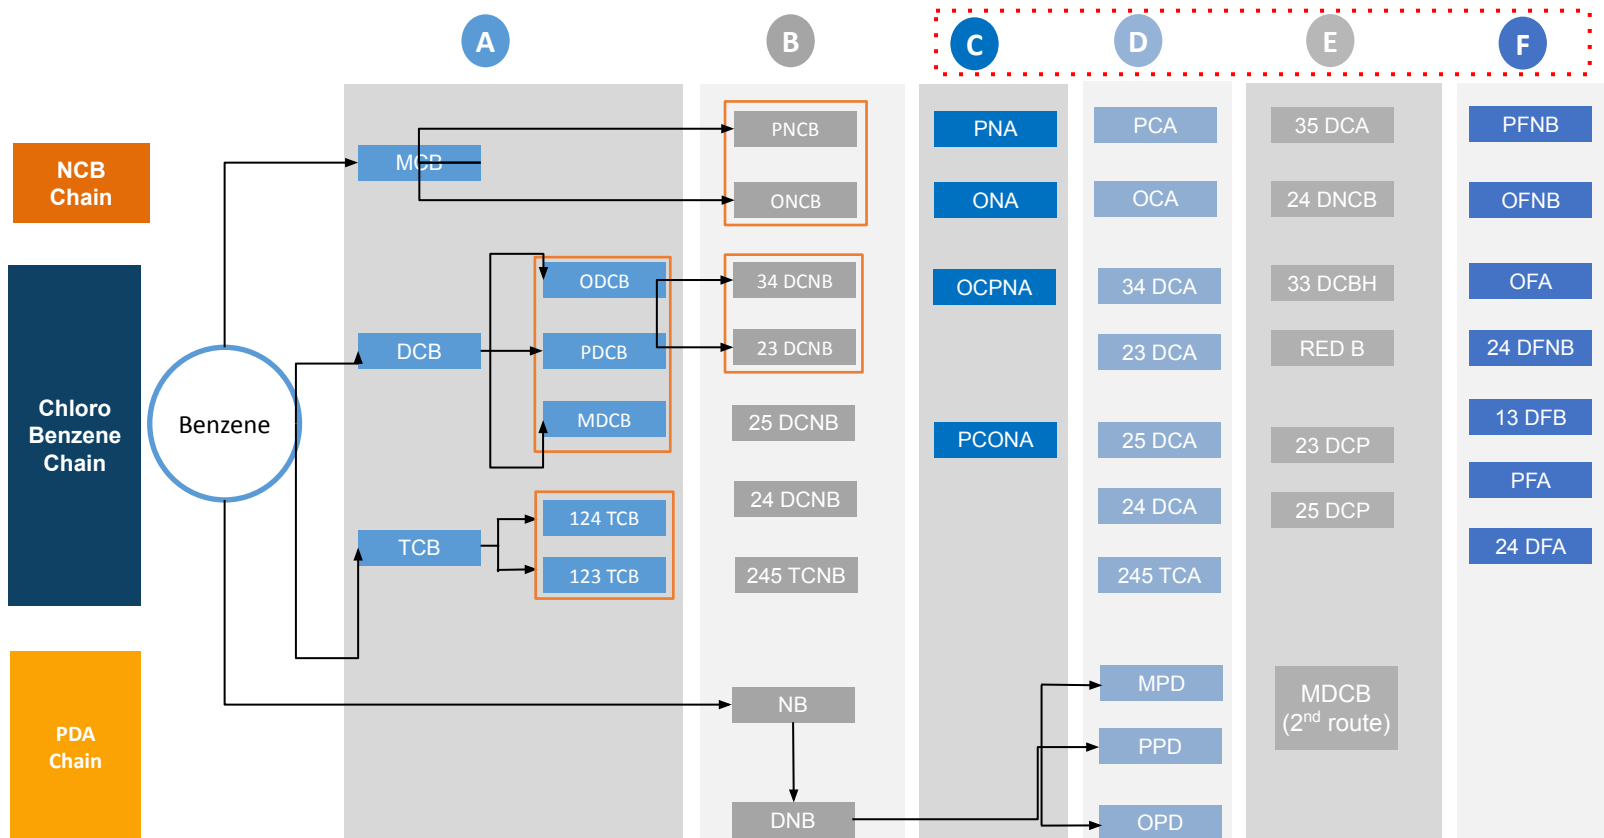 A
B
C
D
E
F
NCB
Chain
Chloro
Benzene
Chain
PDA
Chain
Benzene
MCB
DCB
TCB
ODCB
PDCB
MDCB
124 TCB
123 TCB
PNCB
ONCB
34 DCNB
23 DCNB
25 DCNB
24 DCNB
245 TCNB
NB
DNB
PNA
ONA
OCPNA
PCONA
PCA
OCA
34 DCA
23 DCA
25 DCA
24 DCA
245 TCA
MPD
PPD
OPD
35 DCA
24 DNCB
33 DCBH
RED B
23 DCP
25 DCP
MDCB
(2nd route)
PFNB
OFNB
OFA
24 DFNB
13 DFB
PFA
24 DFA